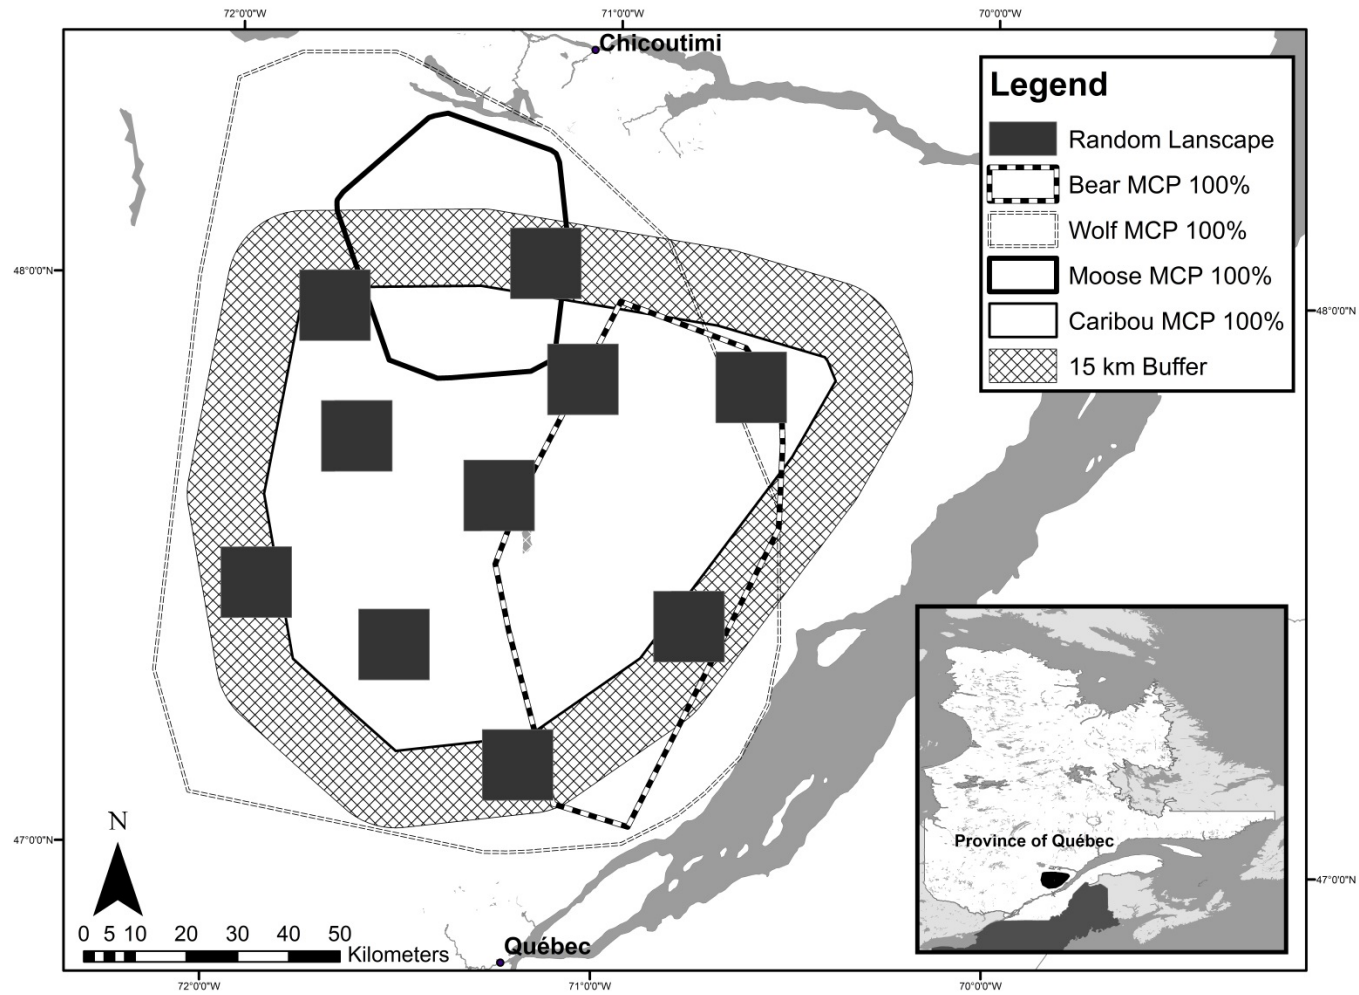 72°0'0"W 71°0'0"W 70°0'0"W
Chicoutimi
Legend
Random Lanscape
Bear MCP 100%
Wolf MCP 100%
Moose MCP 100%
Caribou MCP 100%
15 km Buffer
48°0'0"N
48°0'0"N
Province of Québec
47°0'0"N
47°0'0"N
N
0 5 10 20 30 40 50
Kilometers
Québec
72°0'0"W 71°0'0"W 70°0'0"W